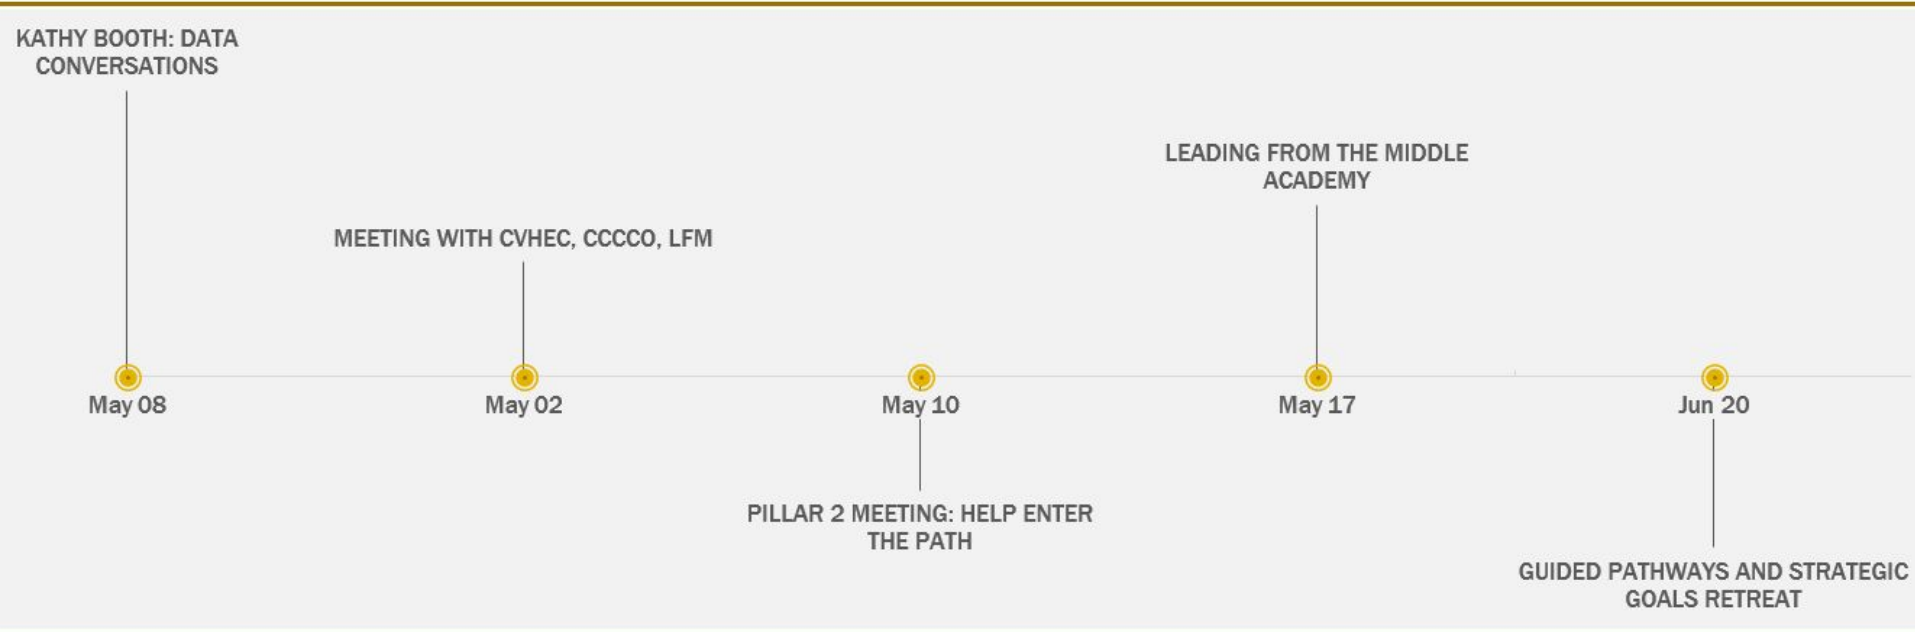 KATHY BOOTH: DATA
CONVERSATIONS
MEETING WITH CVHEC, CCCCO, LFM
LEADING FROM THE MIDDLE
ACADEMY
May 08
May 02
May 10
May 17
Jun 20
PILLAR 2 MEETING: HELP ENTER
THE PATH
GUIDED PATHWAYS AND STRATEGIC
GOALS RETREAT